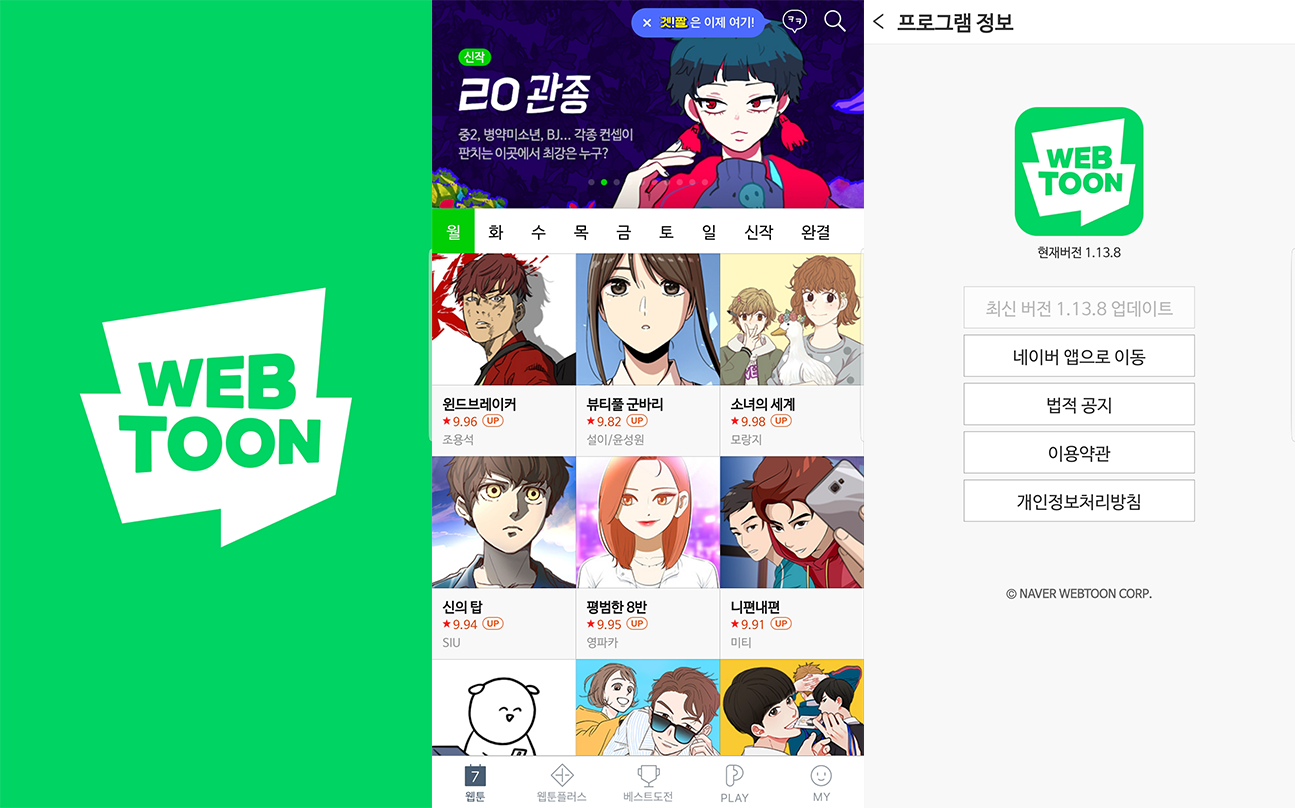 WEB
TOON
× 겟!짤 은 이제 여기!
ㅋㅋ
신작
20 관종
중2, 병약미소년, BJ... 각종 컨셉이
판치는 이곳에서 최강은 누구?
월 화 수 목 금 토 일 신작 완결
윈드브레이커
★9.96 UP
조용석
뷰티풀 군바리
★9.82 UP
설이/윤성원
소녀의 세계
★9.98 UP
모랑지
신의 탑
★9.94 UP
SIU
평범한 8반
★9.95 UP
영파카
니편내편
★9.91 UP
미티
7
웹툰
웹툰플러스
베스트도전
PLAY
MY
< 프로그램 정보
WEB
TOON
현재버전 1.13.8
최신 버전 1.13.8 업데이트
네이버 앱으로 이동
법적 공지
이용약관
개인정보처리방침
© NAVER WEBTOON CORP.